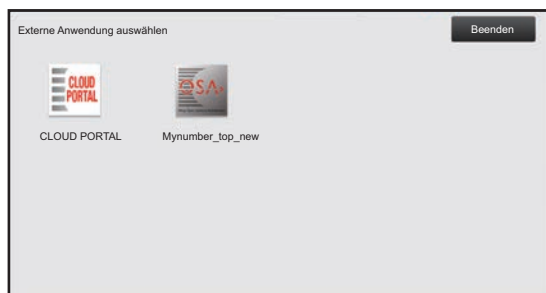 Externe Anwendung auswählen
Beenden
CLOUD
PORTAL
OSA
CLOUD PORTAL
Mynumber_top_new